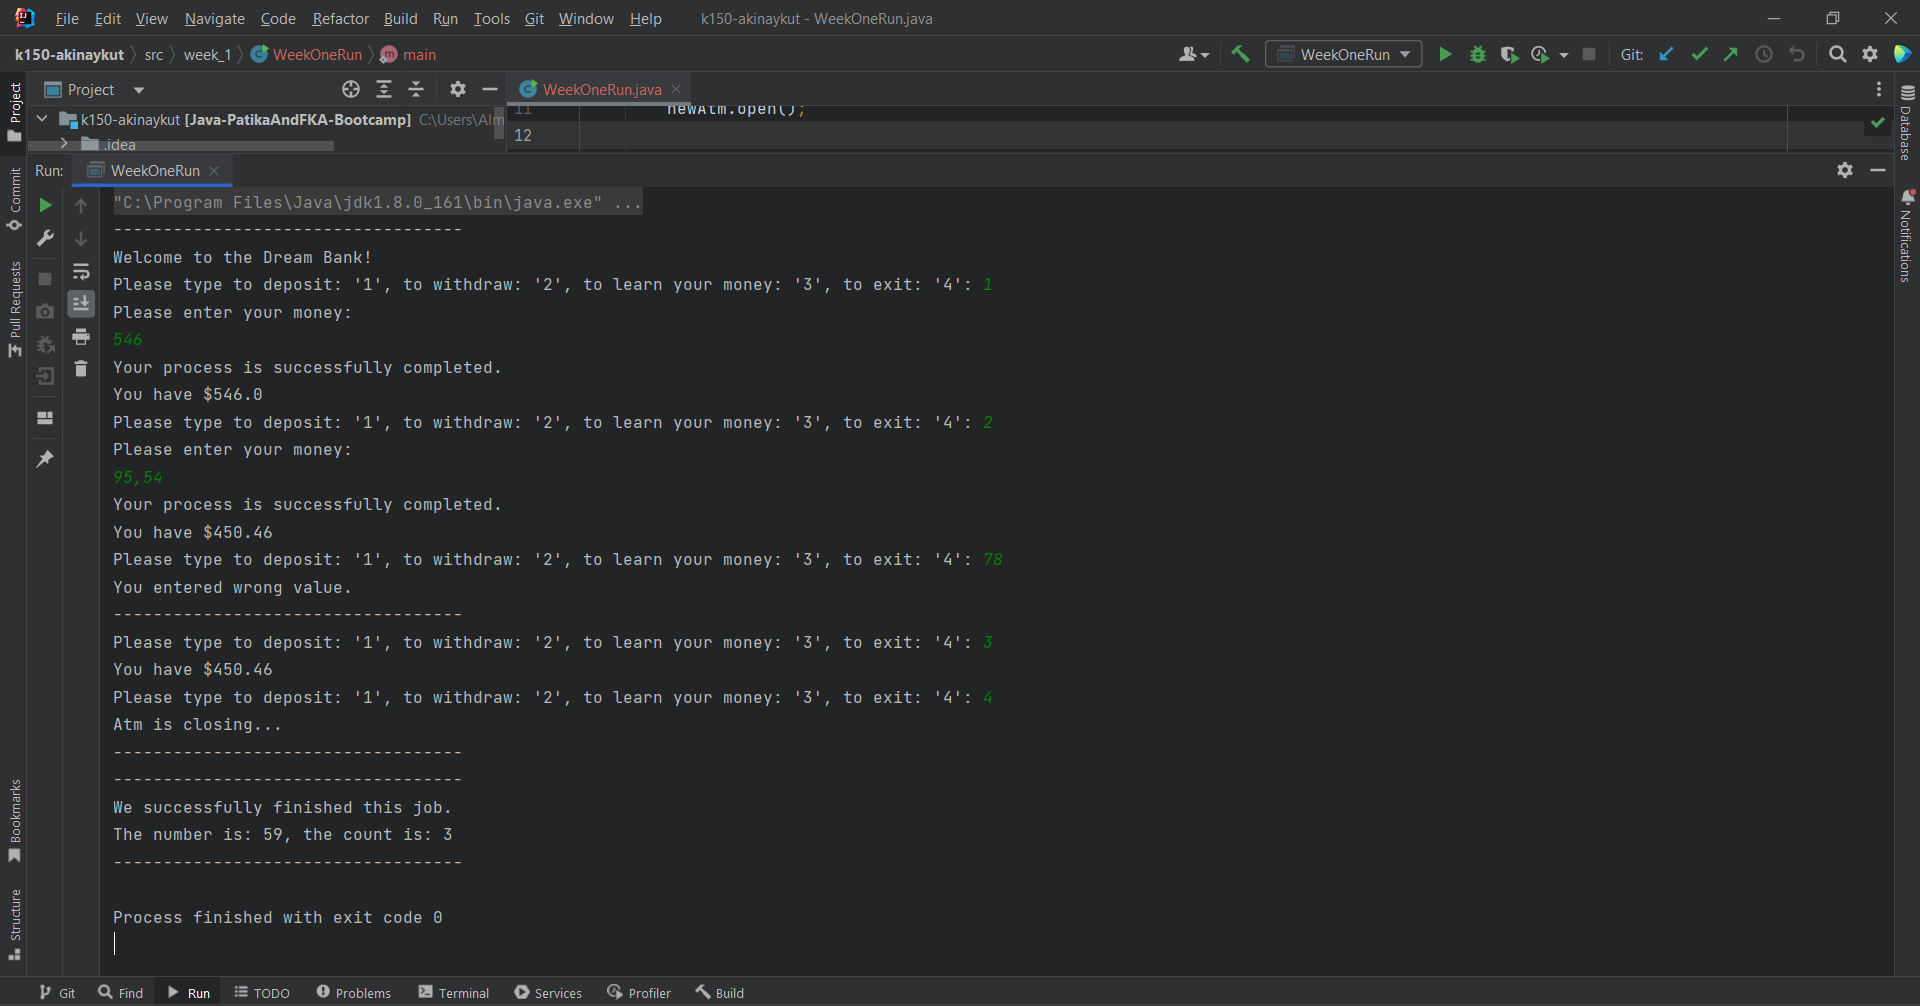 File Edit View Navigate Code Refactor Build Run Tools Git Window Help k150-akinaykut - WeekOneRun.java
k150-akinaykut src week_1 WeekOneRun main WeekOneRun Git:
Project WeekOneRun.java
k150-akinaykut [Java-PatikaAndFKA-Bootcamp] C:\Users\Alm
.idea
11 newAtm.open();
12
Run: WeekOneRun
"C:\Program Files\Java\jdk1.8.0_161\bin\java.exe" ...
-----------------------------------
Welcome to the Dream Bank!
Please type to deposit: '1', to withdraw: '2', to learn your money: '3', to exit: '4': 1
Please enter your money:
546
Your process is successfully completed.
You have $546.0
Please type to deposit: '1', to withdraw: '2', to learn your money: '3', to exit: '4': 2
Please enter your money:
95,54
Your process is successfully completed.
You have $450.46
Please type to deposit: '1', to withdraw: '2', to learn your money: '3', to exit: '4': 78
You entered wrong value.
-----------------------------------
Please type to deposit: '1', to withdraw: '2', to learn your money: '3', to exit: '4': 3
You have $450.46
Please type to deposit: '1', to withdraw: '2', to learn your money: '3', to exit: '4': 4
Atm is closing...
-----------------------------------
-----------------------------------
We successfully finished this job.
The number is: 59, the count is: 3
-----------------------------------
Process finished with exit code 0
Project
Commit
Pull Requests
Bookmarks
Structure
Database
Notifications
Git Find Run TODO Problems Terminal Services Profiler Build